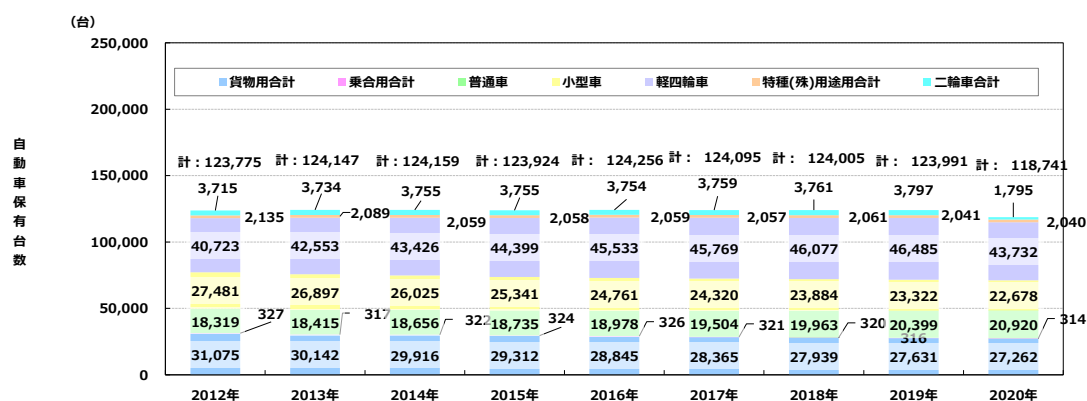 （台）
250,000
貨物用合計 乗合用合計 普通車 小型車 軽四輪車 特種(殊)用途用合計 二輪車合計
200,000
自動車保有台数
計：123,775 計：124,147 計：124,159 計：123,924 計：124,256 計：124,095 計：124,005 計：123,991 計：118,741
150,000
3,715 3,734 3,755 3,755 3,754 3,759 3,761 3,797 1,795
2,135 2,089 2,059 2,058 2,059 2,057 2,061 2,041 2,040
100,000
40,723 42,553 43,426 44,399 45,533 45,769 46,077 46,485 43,732
27,481 26,897 26,025 25,341 24,761 24,320 23,884 23,322 22,678
50,000
327 317 322 324 326 321 320 316 314
18,319 18,415 18,656 18,735 18,978 19,504 19,963 20,399 20,920
31,075 30,142 29,916 29,312 28,845 28,365 27,939 27,631 27,262
0
2012年 2013年 2014年 2015年 2016年 2017年 2018年 2019年 2020年